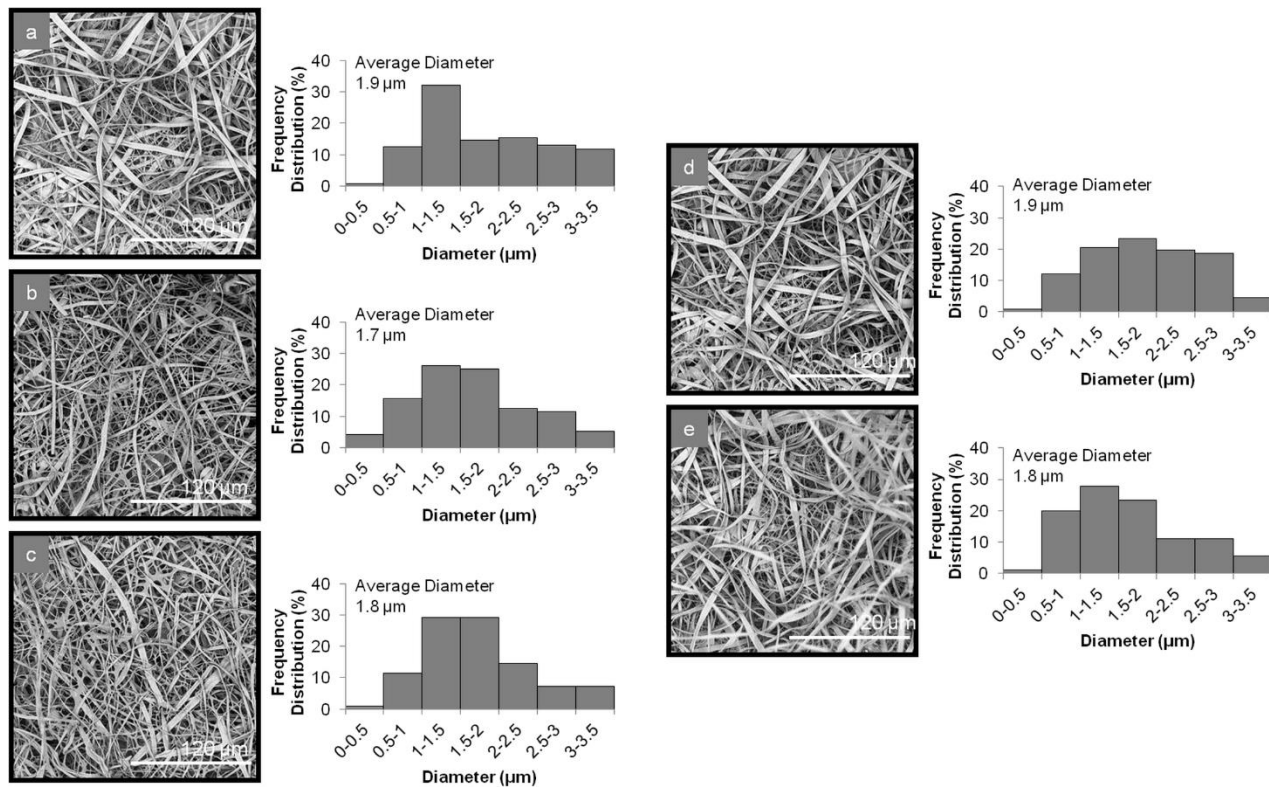 a
120 µm
Average Diameter
1.9 µm
Frequency
Distribution (%)
40
30
20
10
0
0-0.5
0.5-1
1-1.5
1.5-2
2-2.5
2.5-3
3-3.5
Diameter (µm)
b
120 µm
Average Diameter
1.7 µm
Frequency
Distribution (%)
40
30
20
10
0
0-0.5
0.5-1
1-1.5
1.5-2
2-2.5
2.5-3
3-3.5
Diameter (µm)
c
120 µm
Average Diameter
1.8 µm
Frequency
Distribution (%)
40
30
20
10
0
0-0.5
0.5-1
1-1.5
1.5-2
2-2.5
2.5-3
3-3.5
Diameter (µm)
d
120 µm
Average Diameter
1.9 µm
Frequency
Distribution (%)
40
30
20
10
0
0-0.5
0.5-1
1-1.5
1.5-2
2-2.5
2.5-3
3-3.5
Diameter (µm)
e
120 µm
Average Diameter
1.8 µm
Frequency
Distribution (%)
40
30
20
10
0
0-0.5
0.5-1
1-1.5
1.5-2
2-2.5
2.5-3
3-3.5
Diameter (µm)